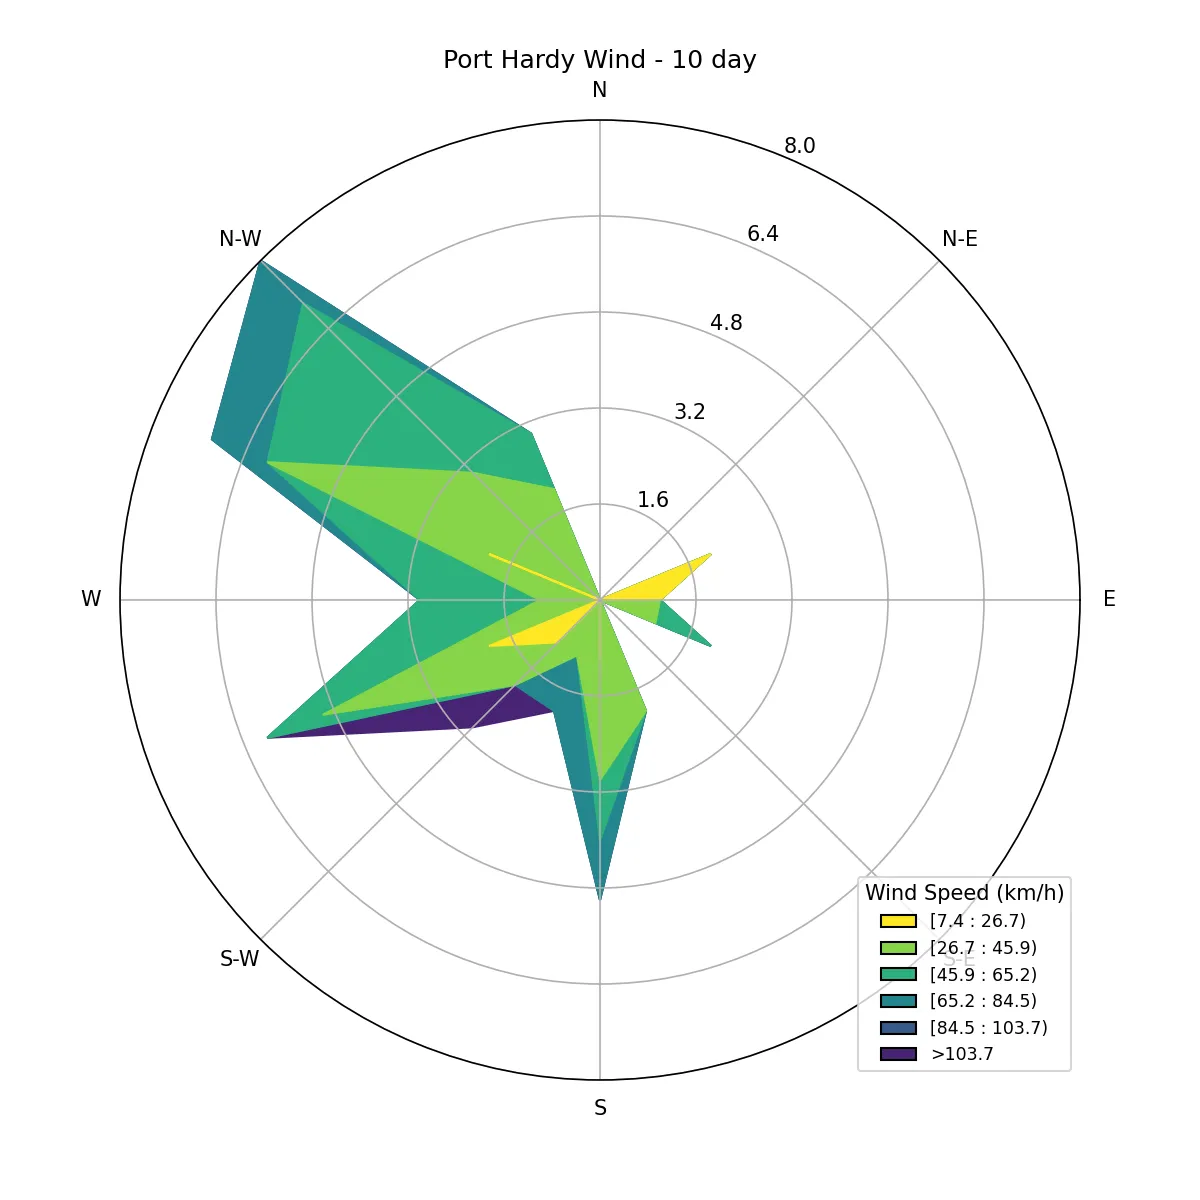 Port Hardy Wind - 10 day
N
8.0
N-W
6.4
N-E
4.8
3.2
1.6
W
E
S-W
S-E
S
Wind Speed (km/h)
[7.4 : 26.7)
[26.7 : 45.9)
[45.9 : 65.2)
[65.2 : 84.5)
[84.5 : 103.7)
>103.7